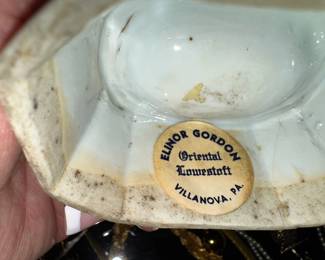 ELINOR GORDON
Oriental
Lowestoft
VILLANOVA, PA.